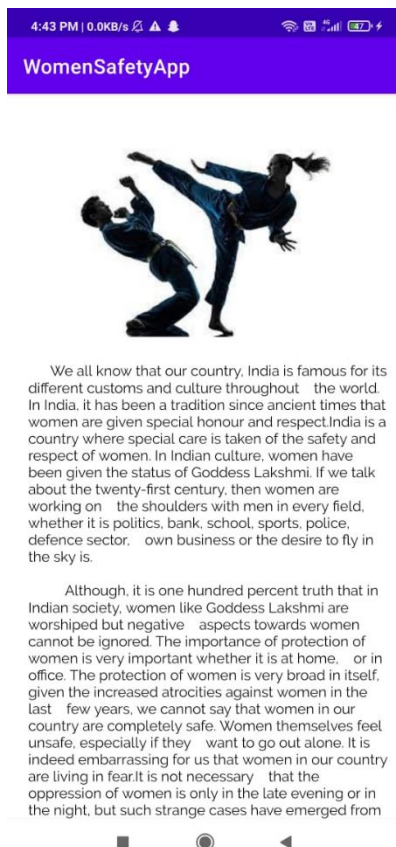 4:43 PM | 0.0KB/s
4G
47
WomenSafetyApp
We all know that our country, India is famous for its
different customs and culture throughout the world.
In India, it has been a tradition since ancient times that
women are given special honour and respect.India is a
country where special care is taken of the safety and
respect of women. In Indian culture, women have
been given the status of Goddess Lakshmi. If we talk
about the twenty-first century, then women are
working on the shoulders with men in every field,
whether it is politics, bank, school, sports, police,
defence sector, own business or the desire to fly in
the sky is.
Although, it is one hundred percent truth that in
Indian society, women like Goddess Lakshmi are
worshiped but negative aspects towards women
cannot be ignored. The importance of protection of
women is very important whether it is at home, or in
office. The protection of women is very broad in itself,
given the increased atrocities against women in the
last few years, we cannot say that women in our
country are completely safe. Women themselves feel
unsafe, especially if they want to go out alone. It is
indeed embarrassing for us that women in our country
are living in fear.It is not necessary that the
oppression of women is only in the late evening or in
the night, but such strange cases have emerged from